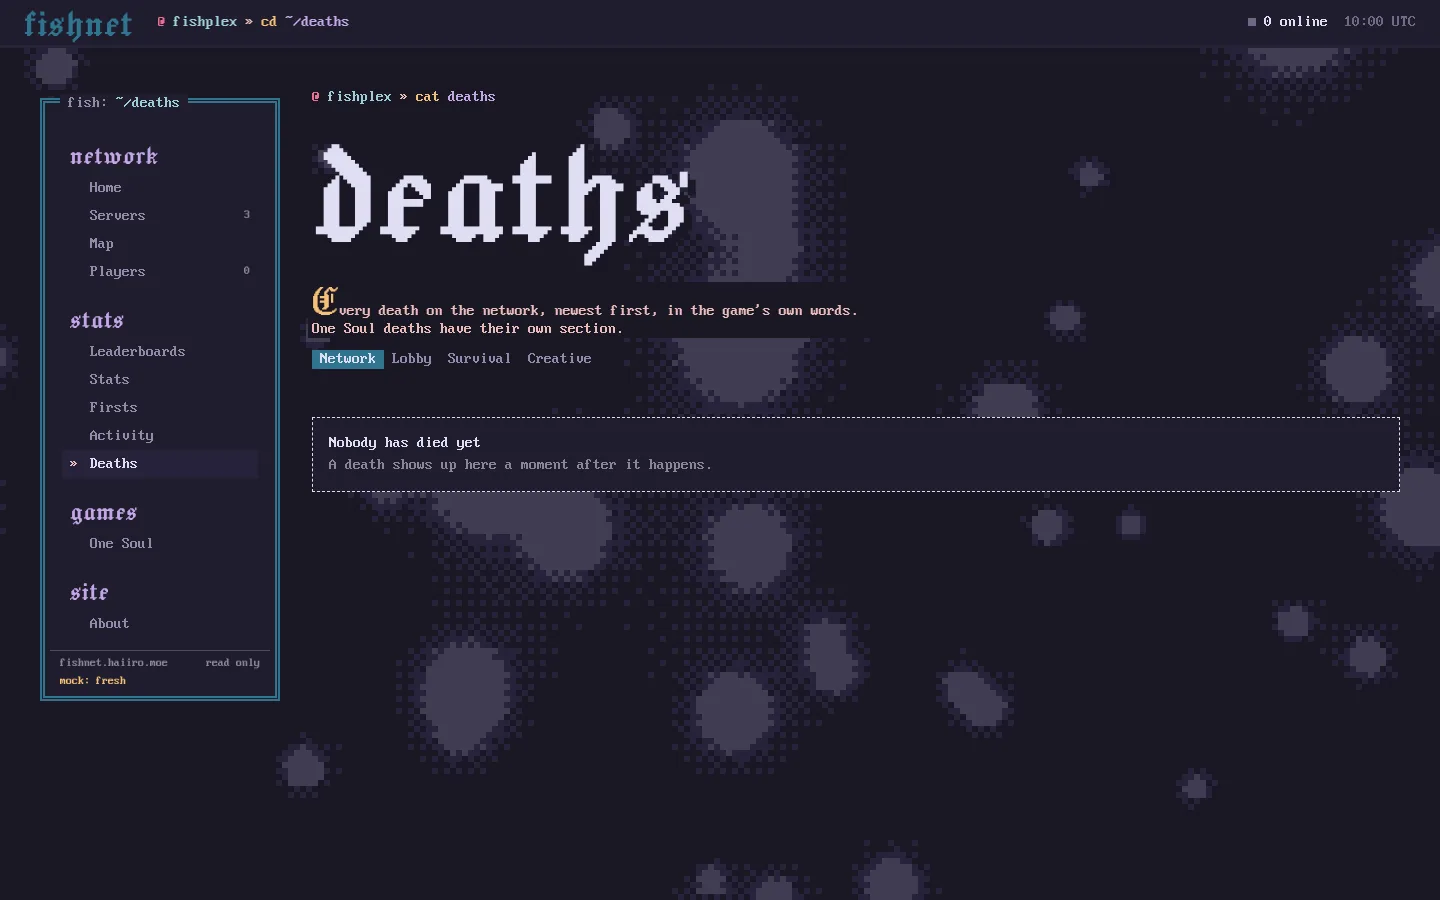 fishnet
@ fishplex » cd ~/deaths
0 online 10:00 UTC
fish: ~/deaths
network
Home
Servers 3
Map
Players 0
stats
Leaderboards
Stats
Firsts
Activity
» Deaths
games
One Soul
site
About
fishnet.haiiro.moe read only
mock: fresh
@ fishplex » cat deaths
deaths
Every death on the network, newest first, in the game's own words.
One Soul deaths have their own section.
Network Lobby Survival Creative
Nobody has died yet
A death shows up here a moment after it happens.